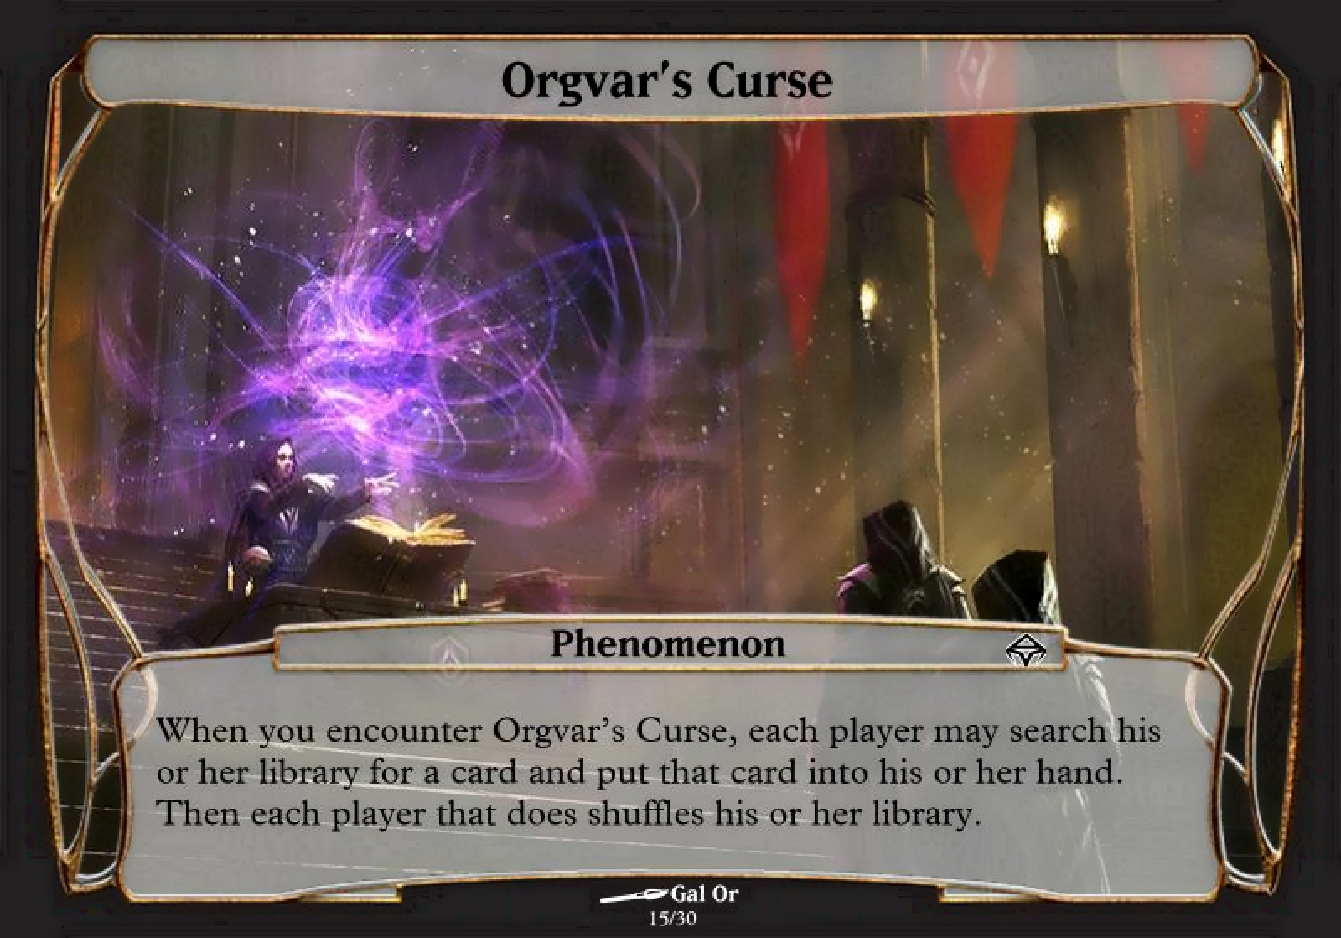 Orgvar's Curse
Phenomenon
When you encounter Orgvar's Curse, each player may search his
or her library for a card and put that card into his or her hand.
Then each player that does shuffles his or her library.
Gal Or
15/30